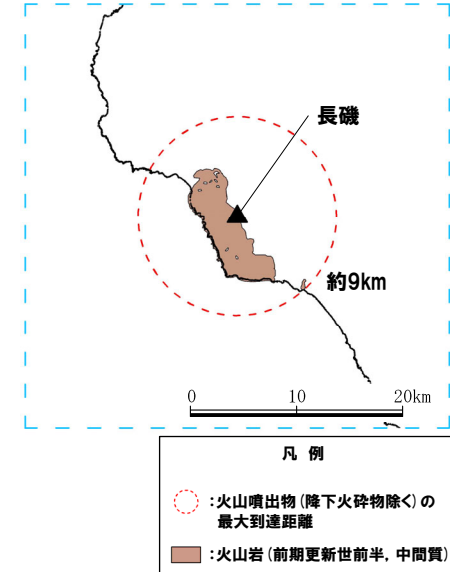 長磯
約9km
0 10 20km
凡 例
:火山噴出物(降下火砕物除く)の
最大到達距離
:火山岩(前期更新世前半,中間質)